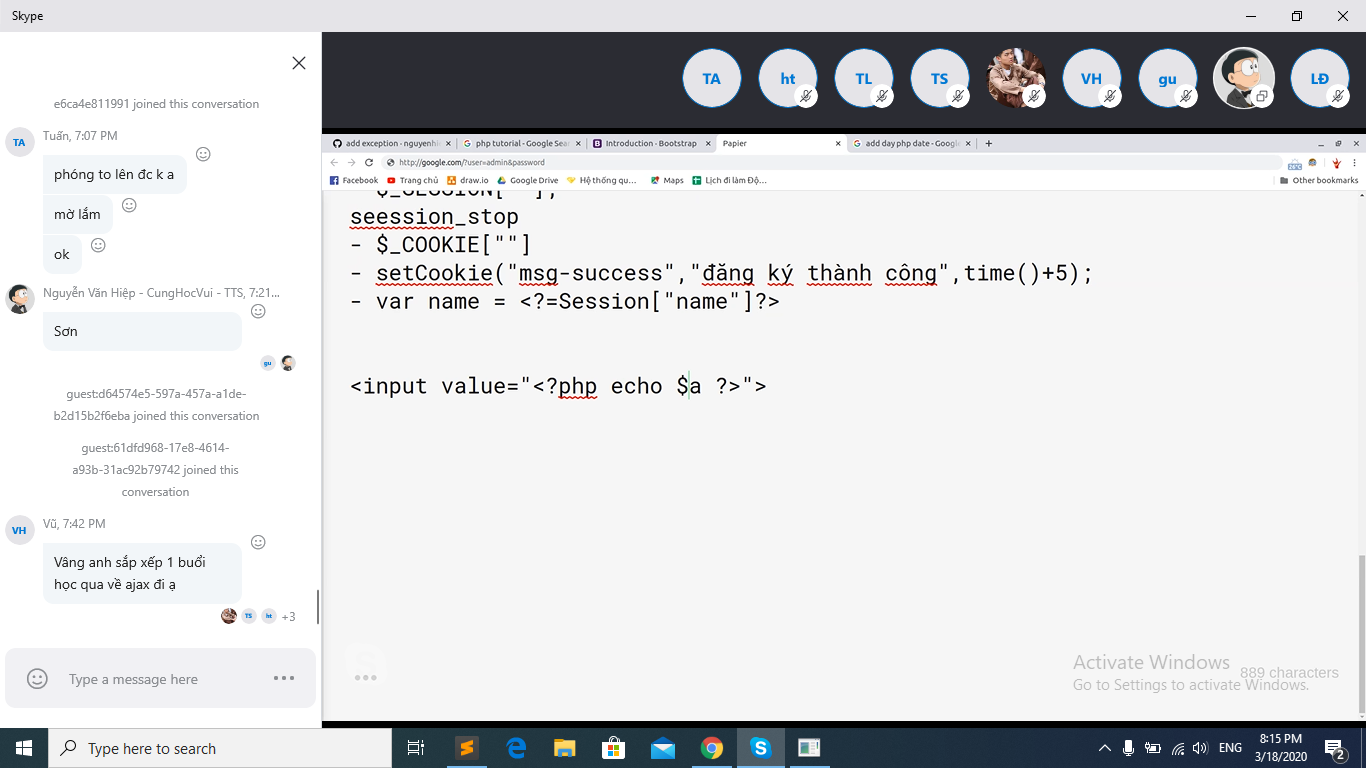 Skype
e6ca4e811991 joined this conversation
TA
Tuấn, 7:07 PM
phóng to lên đc k a
mờ lắm
ok
Nguyễn Văn Hiệp - CungHocVui - TTS, 7:21...
Sơn
gu
guest:d64574e5-597a-457a-a1de-
b2d15b2f6eba joined this conversation
guest:61dfd968-17e8-4614-
a93b-31ac92b79742 joined this
conversation
VH
Vũ, 7:42 PM
Vâng anh sắp xếp 1 buổi
học qua về ajax đi ạ
TS ht +3
Type a message here
TA ht TL TS VH gu LĐ
add exception - nguyenh
php tutorial - Google Sea
Introduction · Bootstrap
Papier
add day php date - Google
http://google.com/?user=admin&password
Facebook Trang chủ draw.io Google Drive Hệ thống qu... Maps Lịch đi làm Độ... Other bookmarks
$_SESSION[""];
seession_stop
- $_COOKIE[""]
- setCookie("msg-success","đăng ký thành công",time()+5);
- var name = <?=Session["name"]?>
<input value="<?php echo $a ?>">
Activate Windows
889 characters
Go to Settings to activate Windows.
Type here to search
ENG
8:15 PM
3/18/2020
2